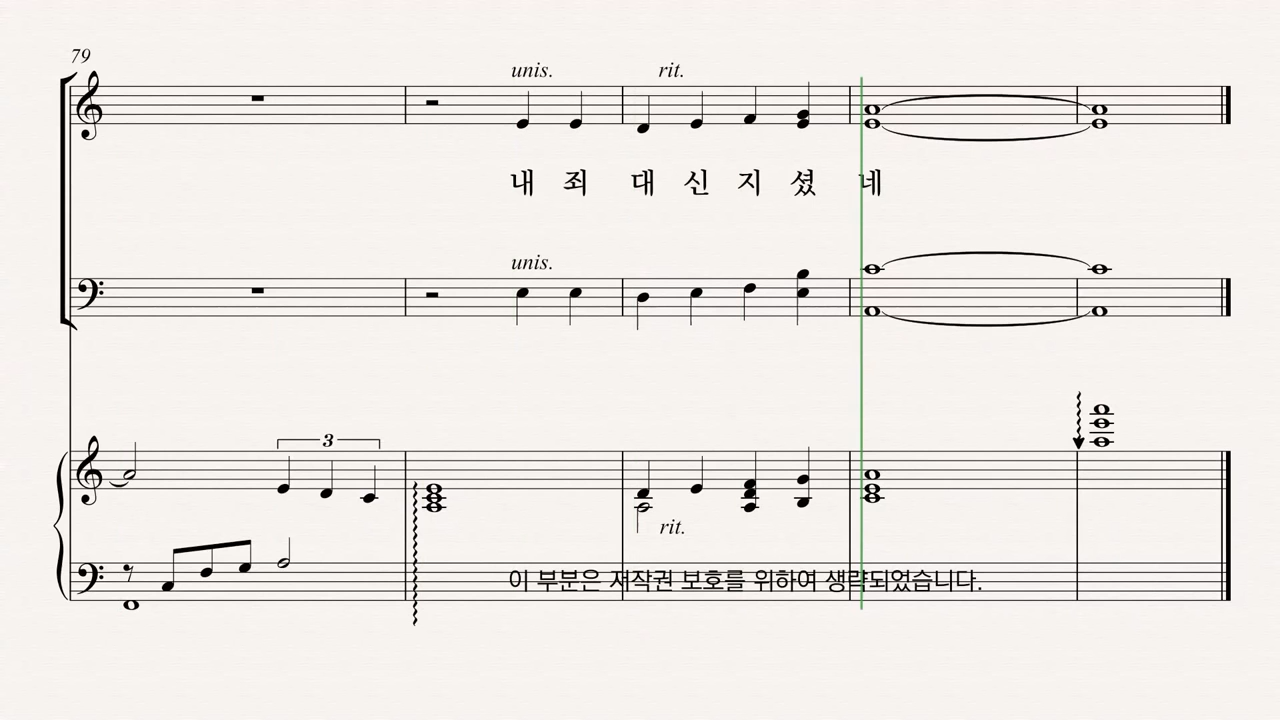 79
unis. rit.
내 죄 대 신 지 셨 네
unis.
3
rit.
이 부분은 저작권 보호를 위하여 생략되었습니다.